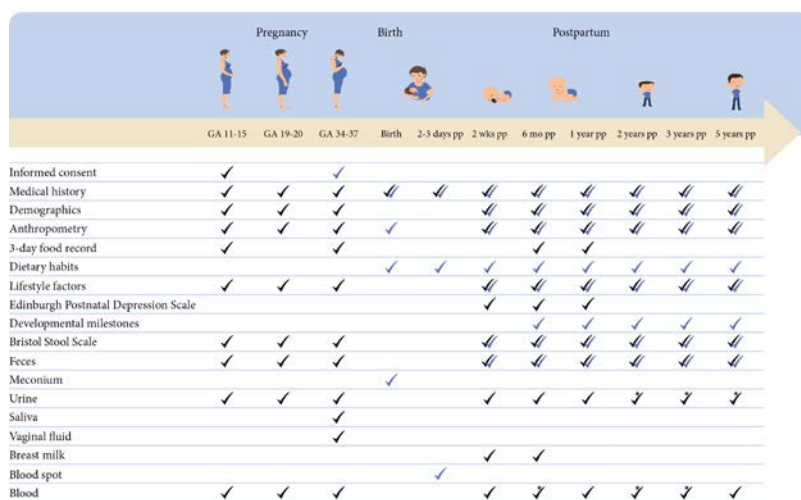 Pregnancy Birth Postpartum
GA 11-15 GA 19-20 GA 34-37 Birth 2-3 days pp 2 wks pp 6 mo pp 1 year pp 2 years pp 3 years pp 5 years pp
Informed consent
Medical history
Demographics
Anthropometry
3-day food record
Dietary habits
Lifestyle factors
Edinburgh Postnatal Depression Scale
Developmental milestones
Bristol Stool Scale
Feces
Meconium
Urine
Saliva
Vaginal fluid
Breast milk
Blood spot
Blood